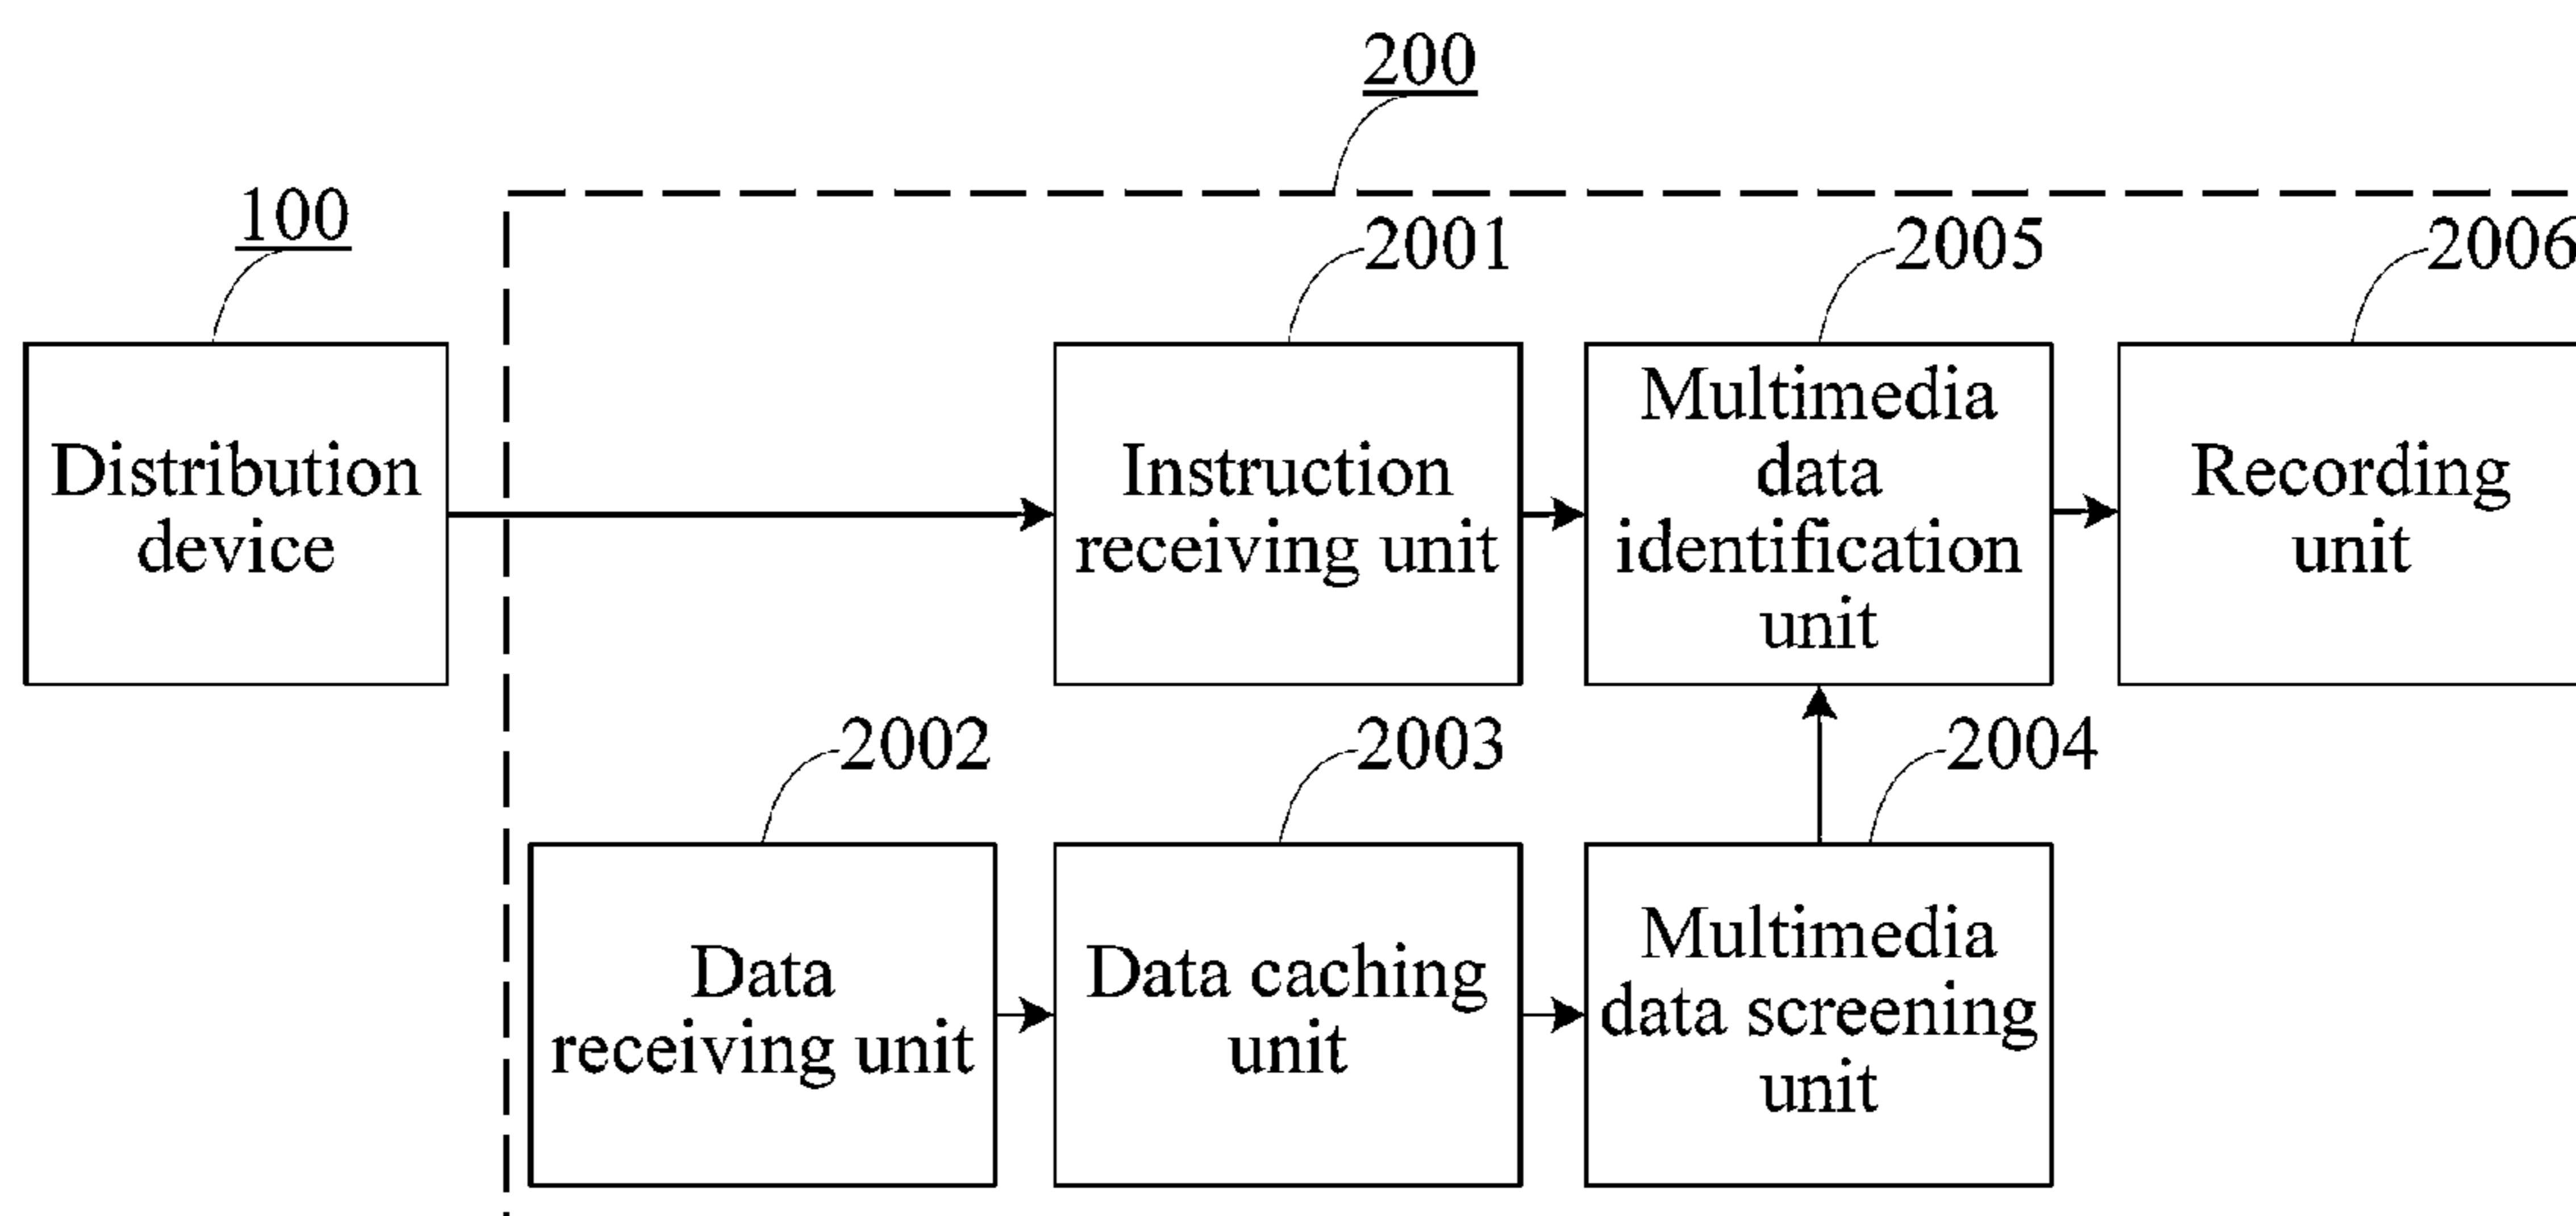 200
100
2001
2005
2006
Distribution
device
Instruction
receiving unit
Multimedia
data
identification
unit
Recording
unit
2002
2003
2004
Data
receiving unit
Data caching
unit
Multimedia
data screening
unit